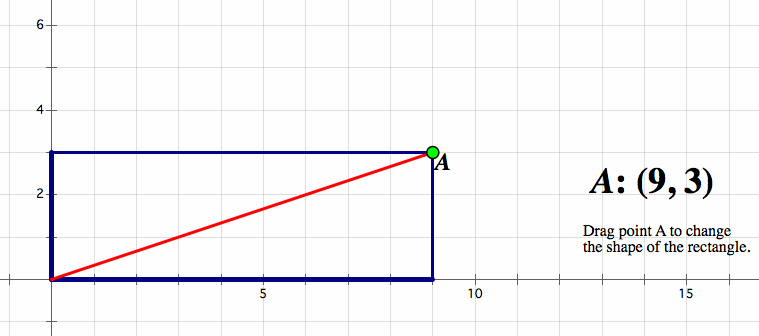 6
4
A
A: (9, 3)
2
Drag point A to change
the shape of the rectangle.
5
10
15